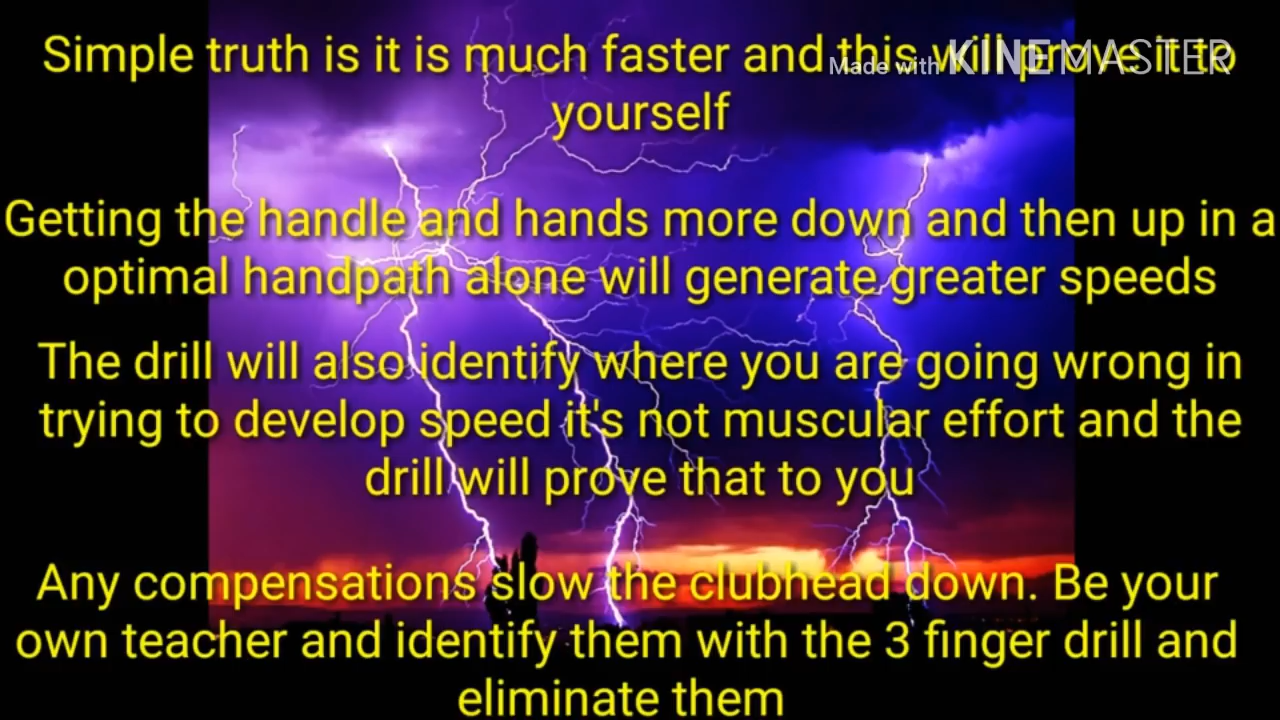 Simple truth is it is much faster and this will prove it to
Made with KINEMASTER
yourself
Getting the handle and hands more down and then up in a
optimal handpath alone will generate greater speeds
The drill will also identify where you are going wrong in
trying to develop speed it's not muscular effort and the
drill will prove that to you
Any compensations slow the clubhead down. Be your
own teacher and identify them with the 3 finger drill and
eliminate them